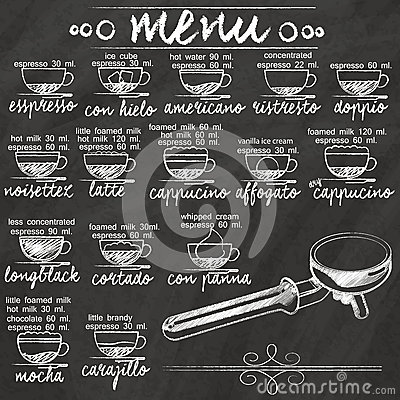 menu
espresso 30 ml.
espresso
ice cube
espresso 30 ml.
con hielo
hot water 90 ml.
espresso 60 ml.
americano
concentrated
espresso 22 ml.
ristresto
espresso 60 ml.
doppio
hot milk 30 ml.
espresso 30 ml.
noisettez
little foamed milk
hot milk 60 ml.
espresso 30 ml.
latte
foamed milk 60 ml.
hot milk 60 ml.
espresso 60 ml.
cappucino
vanilla ice cream
espresso 30 ml.
affogato
foamed milk 120 ml.
espresso 60 ml.
dry cappucino
less concentrated
espresso 90 ml.
longblack
foamed milk 30ml.
espresso 60 ml.
cortado
whipped cream
espresso 60 ml.
con panna
little foamed milk
hot milk 30 ml.
chocolate 60 ml.
espresso 60 ml.
mocha
little brandy
espresso 30 ml.
carajillo
dreamstime